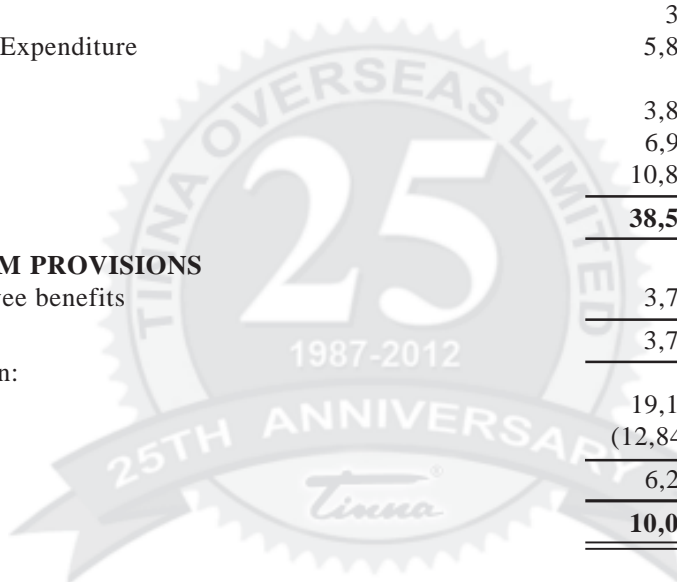 3
Expenditure 5,8
3,8
6,9
10,8
38,5
M PROVISIONS
ee benefits 3,7
3,7
n:
19,1
(12,84
6,2
10,0
TINNA OVERSEAS LIMITED
25
1987-2012
25TH ANNIVERSARY
Tinna®